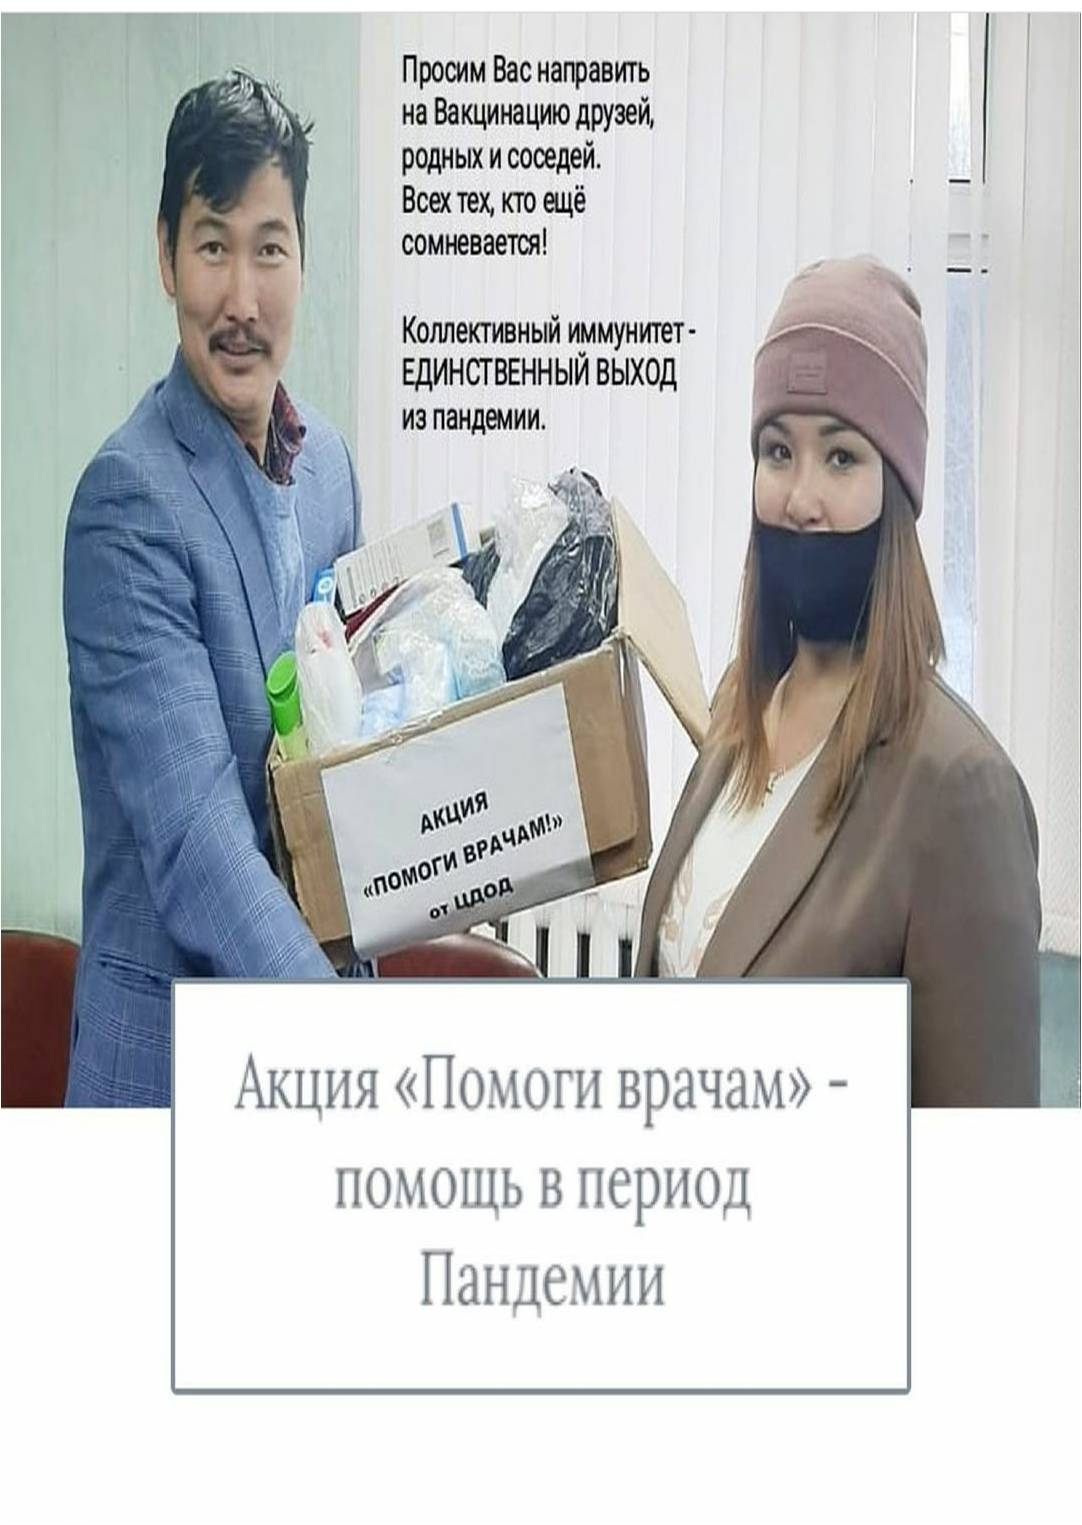 Просим Вас направить
на Вакцинацию друзей,
родных и соседей.
Всех тех, кто ещё
сомневается!
Коллективный иммунитет -
ЕДИНСТВЕННЫЙ ВЫХОД
из пандемии.
АКЦИЯ
«ПОМОГИ ВРАЧАМ!»
от ЦДОД
Акция «Помоги врачам» -
помощь в период
Пандемии